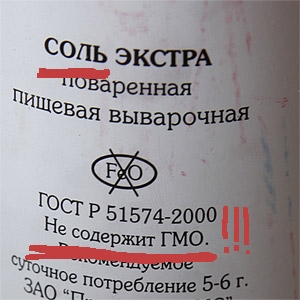 СОЛЬ ЭКСТРА
поваренная
пищевая выварочная
FeO
ГОСТ Р 51574-2000
Не содержит ГМО. !!!
Рекомендуемое
суточное потребление 5-6 г.
ЗАО "П